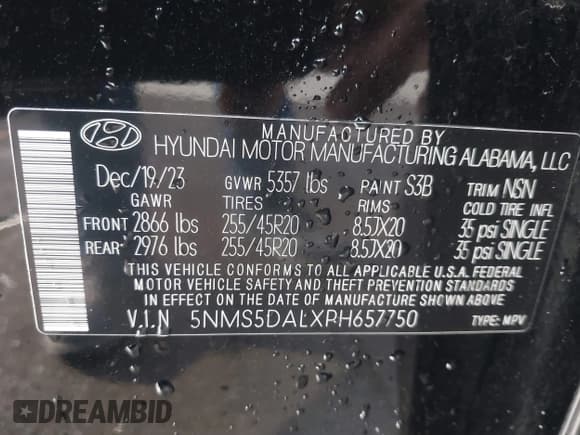 MANUFACTURED BY
HYUNDAI MOTOR MANUFACTURING ALABAMA, LLC
Dec/19/23 GVWR 5357 lbs PAINT S3B TRIM NSN
GAWR TIRES RIMS COLD TIRE INFL
FRONT 2866 lbs 255/45R20 8.5JX20 35 psi SINGLE
REAR 2976 lbs 255/45R20 8.5JX20 35 psi SINGLE
THIS VEHICLE CONFORMS TO ALL APPLICABLE U.S.A. FEDERAL
MOTOR VEHICLE SAFETY AND THEFT PREVENTION STANDARDS
IN EFFECT ON THE DATE OF MANUFACTURE SHOWN ABOVE.
V.I.N 5NMS5DALXPH657750 TYPE: MPV
DREAMBID